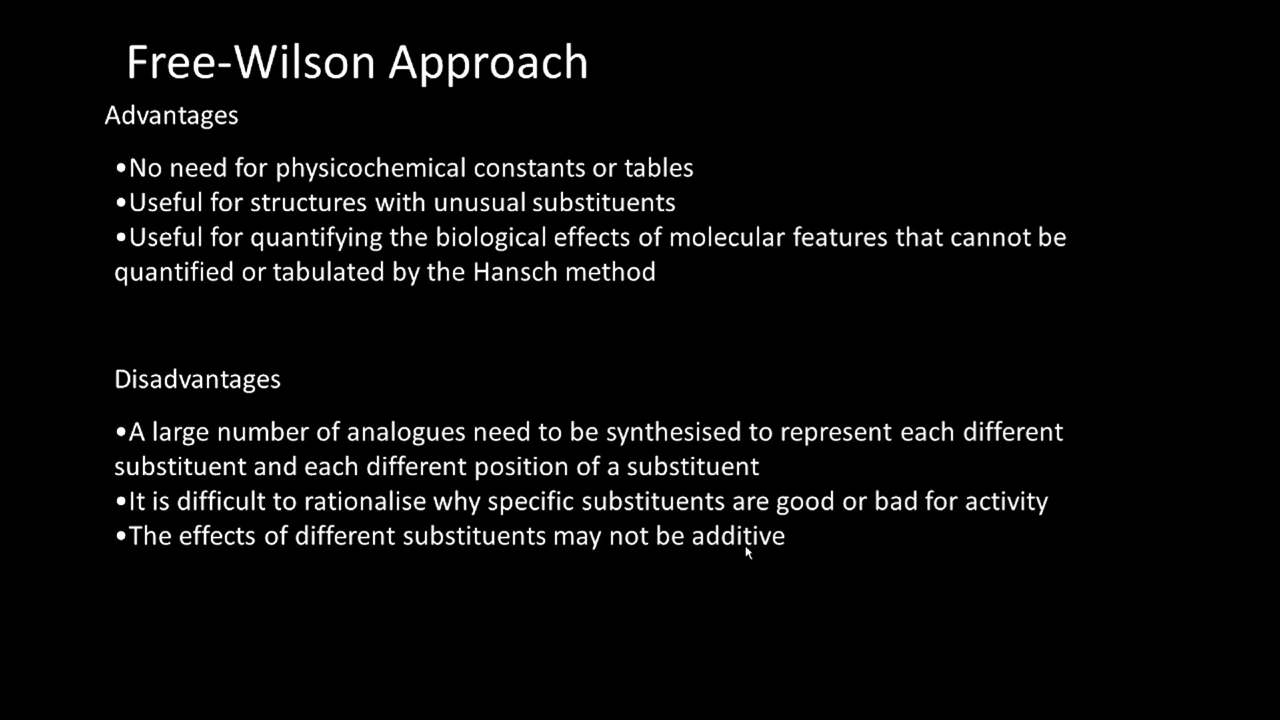 Free-Wilson Approach
Advantages
•No need for physicochemical constants or tables
•Useful for structures with unusual substituents
•Useful for quantifying the biological effects of molecular features that cannot be
quantified or tabulated by the Hansch method
Disadvantages
•A large number of analogues need to be synthesised to represent each different
substituent and each different position of a substituent
•It is difficult to rationalise why specific substituents are good or bad for activity
•The effects of different substituents may not be additive